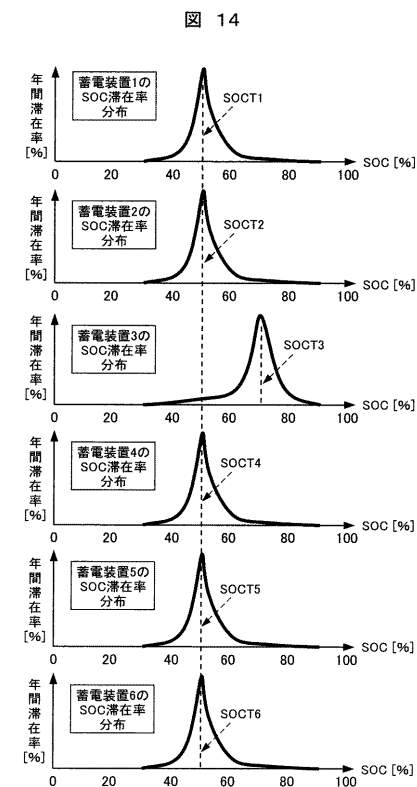 図 14
年間滞在率[%]
蓄電装置1の
SOC滞在率
分布
SOCT1
0 20 40 60 80 100 SOC [%]
年間滞在率[%]
蓄電装置2の
SOC滞在率
分布
SOCT2
0 20 40 60 80 100 SOC [%]
年間滞在率[%]
蓄電装置3の
SOC滞在率
分布
SOCT3
0 20 40 60 80 100 SOC [%]
年間滞在率[%]
蓄電装置4の
SOC滞在率
分布
SOCT4
0 20 40 60 80 100 SOC [%]
年間滞在率[%]
蓄電装置5の
SOC滞在率
分布
SOCT5
0 20 40 60 80 100 SOC [%]
年間滞在率[%]
蓄電装置6の
SOC滞在率
分布
SOCT6
0 20 40 60 80 100 SOC [%]